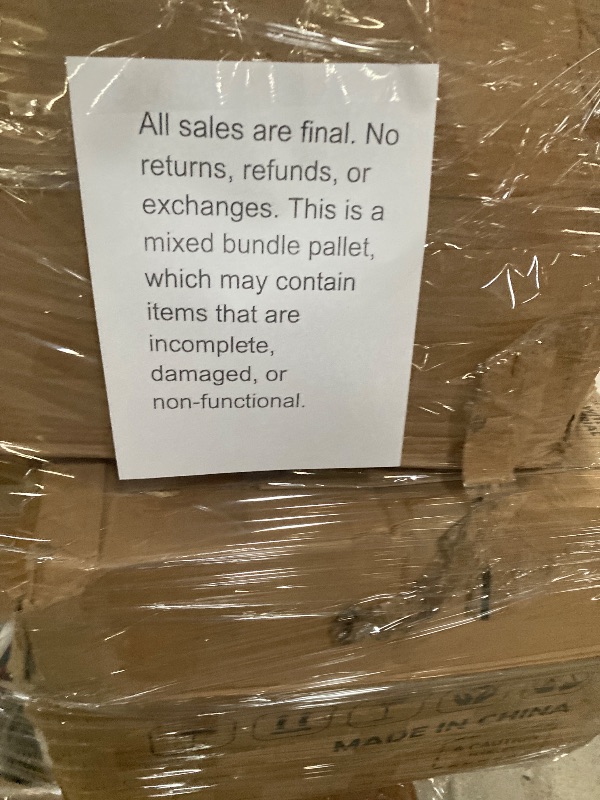 All sales are final. No
returns, refunds, or
exchanges. This is a
mixed bundle pallet,
which may contain
items that are
incomplete,
damaged, or
non-functional.
MADE IN CHINA